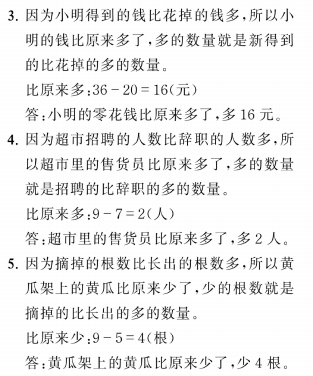 3. 因为小明得到的钱比花掉的钱多,所以小
明的钱比原来多了,多的数量就是新得到
的比花掉的多的数量。
比原来多:36-20=16(元)
答:小明的零花钱比原来多了,多 16 元。
4. 因为超市招聘的人数比辞职的人数多,所
以超市里的售货员比原来多了,多的数量
就是招聘的比辞职的多的数量。
比原来多:9-7=2(人)
答:超市里的售货员比原来多了,多 2 人。
5. 因为摘掉的根数比长出的根数多,所以黄
瓜架上的黄瓜比原来少了,少的根数就是
摘掉的比长出的多的数量。
比原来少:9-5=4(根)
答:黄瓜架上的黄瓜比原来少了,少 4 根。